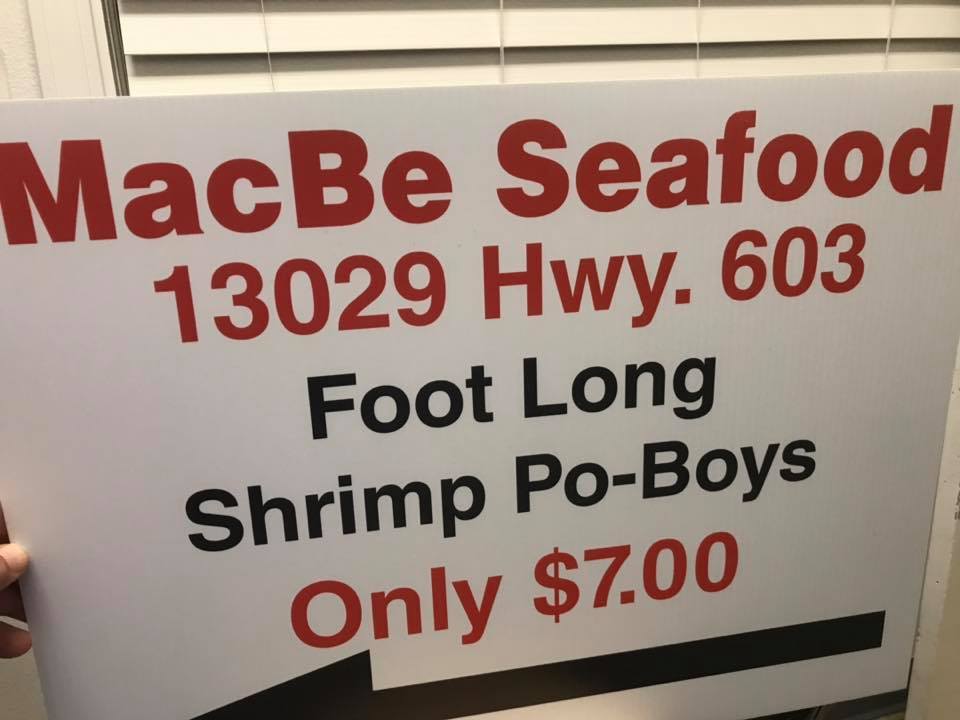 MacBe Seafood
13029 Hwy. 603
Foot Long
Shrimp Po-Boys
Only $7.00